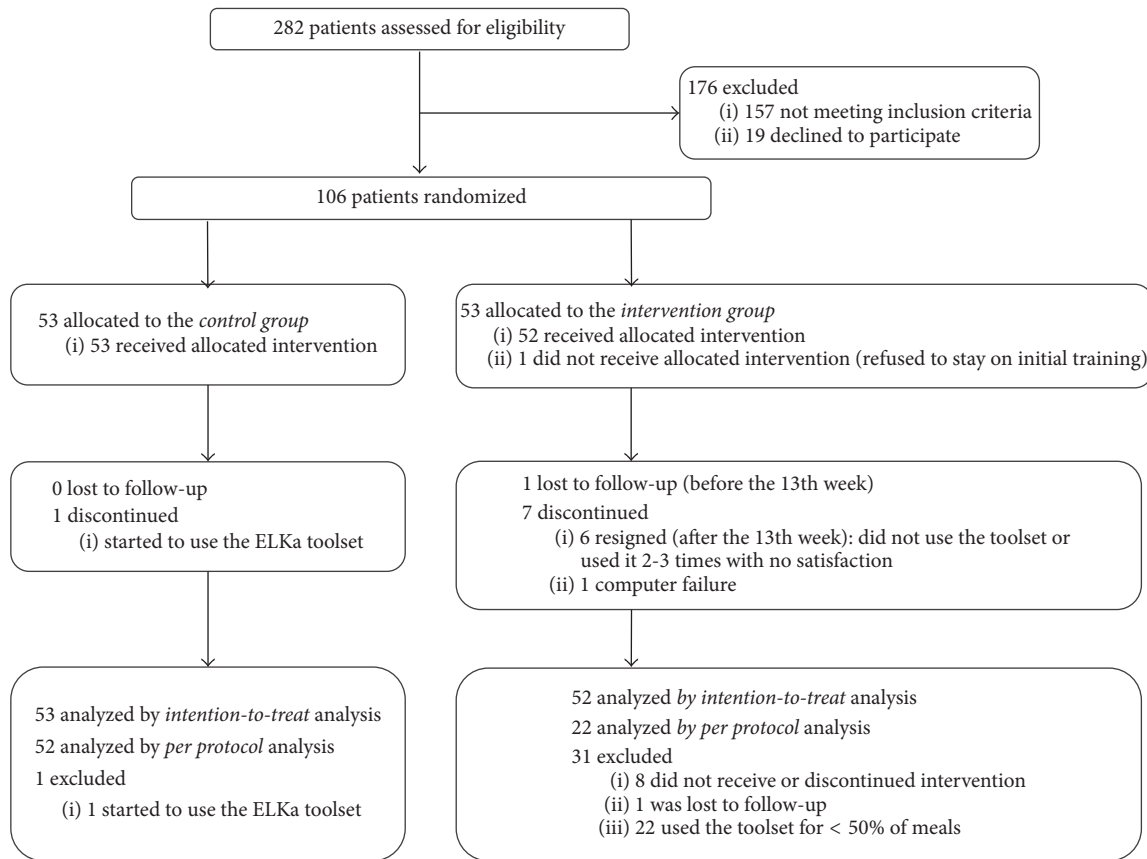 282 patients assessed for eligibility
176 excluded
(i) 157 not meeting inclusion criteria
(ii) 19 declined to participate
106 patients randomized
53 allocated to the control group
(i) 53 received allocated intervention
53 allocated to the intervention group
(i) 52 received allocated intervention
(ii) 1 did not receive allocated intervention (refused to stay on initial training)
0 lost to follow-up
1 discontinued
(i) started to use the ELKa toolset
1 lost to follow-up (before the 13th week)
7 discontinued
(i) 6 resigned (after the 13th week): did not use the toolset or
used it 2-3 times with no satisfaction
(ii) 1 computer failure
53 analyzed by intention-to-treat analysis
52 analyzed by per protocol analysis
1 excluded
(i) 1 started to use the ELKa toolset
52 analyzed by intention-to-treat analysis
22 analyzed by per protocol analysis
31 excluded
(i) 8 did not receive or discontinued intervention
(ii) 1 was lost to follow-up
(iii) 22 used the toolset for < 50% of meals